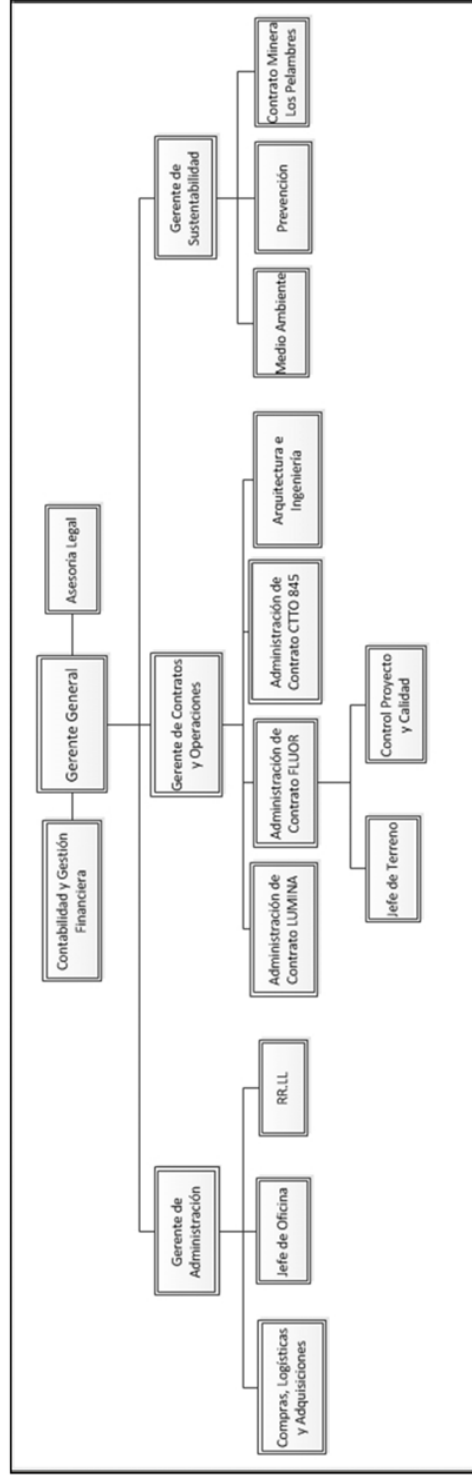 Gerente General
Contabilidad y Gestión
Financiera
Asesoría Legal
Gerente de
Administración
Gerente de Contratos
y Operaciones
Gerente de
Sustentabilidad
Compras, Logísticas
y Adquisiciones
Jefe de Oficina
RR.LL
Administración de
Contrato LUMINA
Administración de
Contrato FLUOR
Administración de
Contrato CTTO 845
Arquitectura e
Ingeniería
Medio Ambiente
Prevención
Contrato Minera
Los Pelambres
Jefe de Terreno
Control Proyecto
y Calidad